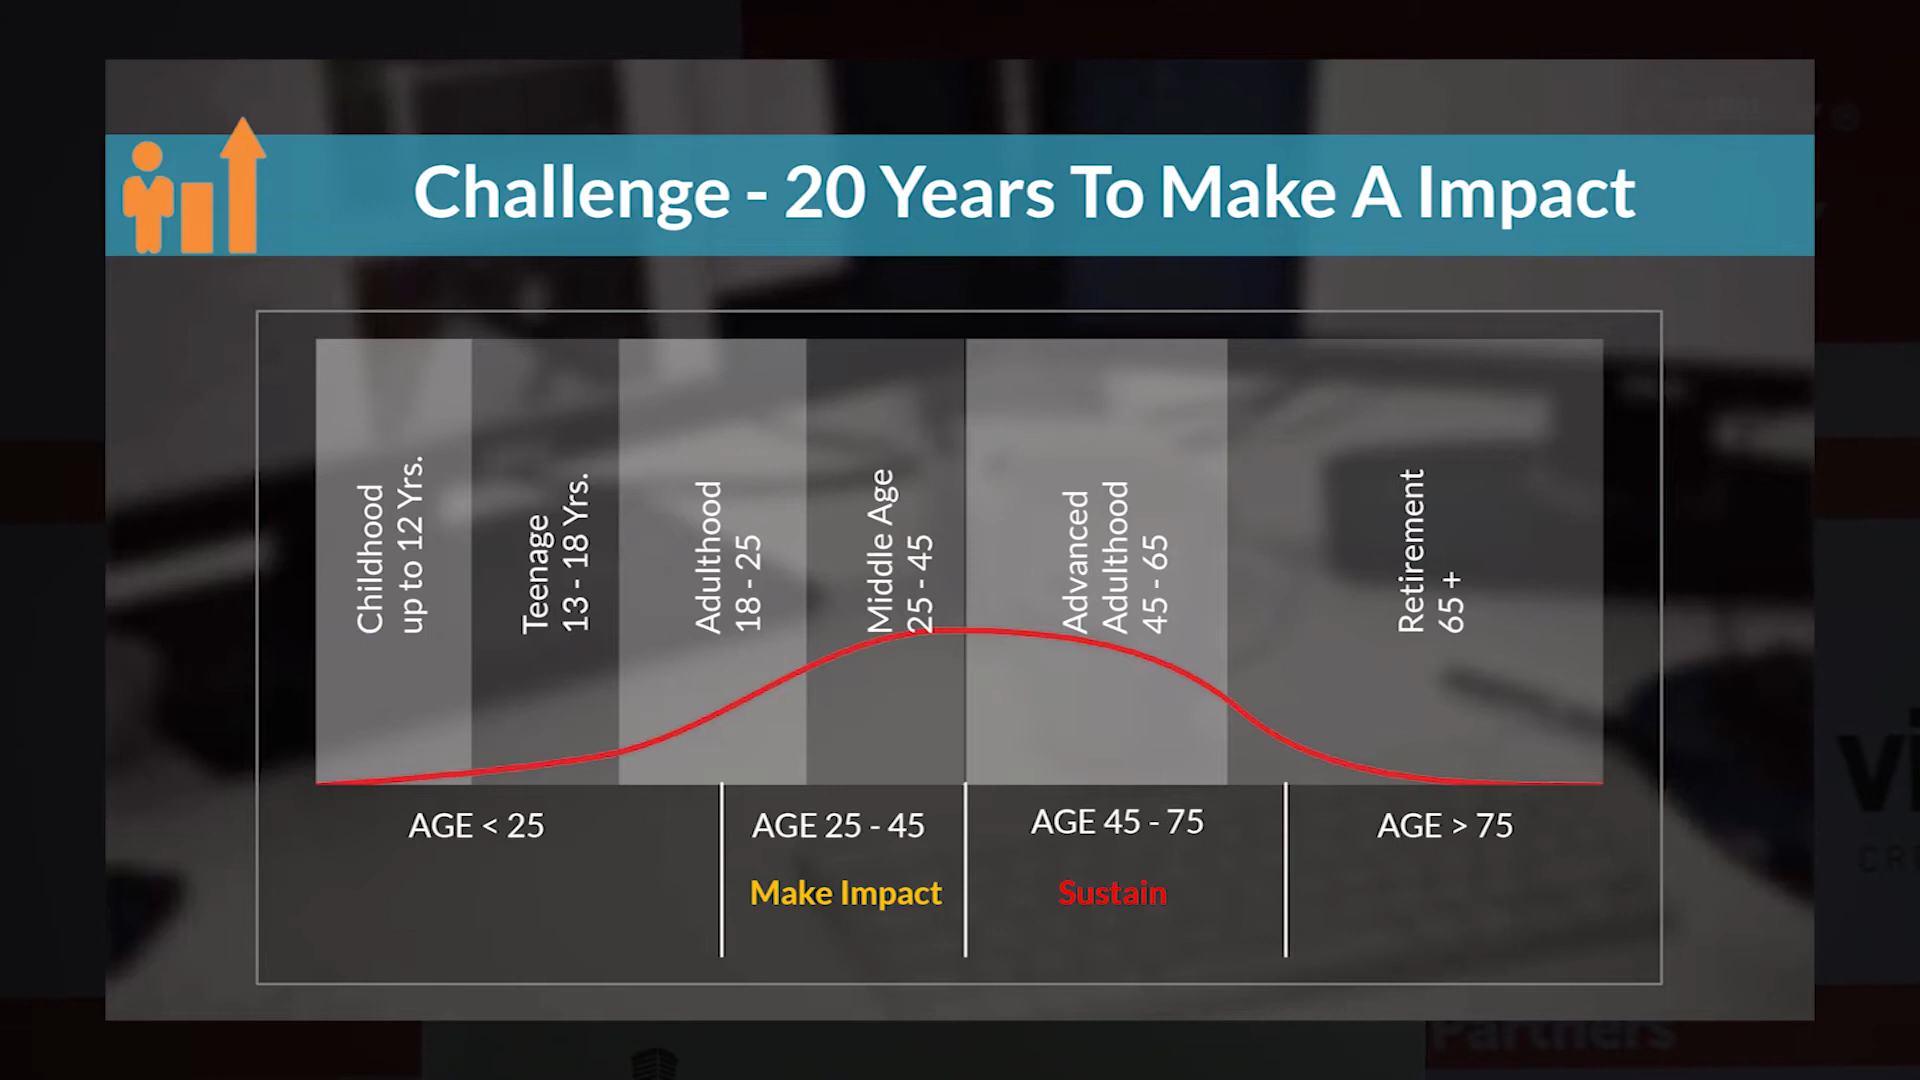 Challenge - 20 Years To Make A Impact
Childhood
up to 12 Yrs.
Teenage
13 - 18 Yrs.
Adulthood
18 - 25
Middle Age
25 - 45
Advanced
Adulthood
45 - 65
Retirement
65 +
AGE < 25
AGE 25 - 45
AGE 45 - 75
AGE > 75
Make Impact
Sustain
Partners